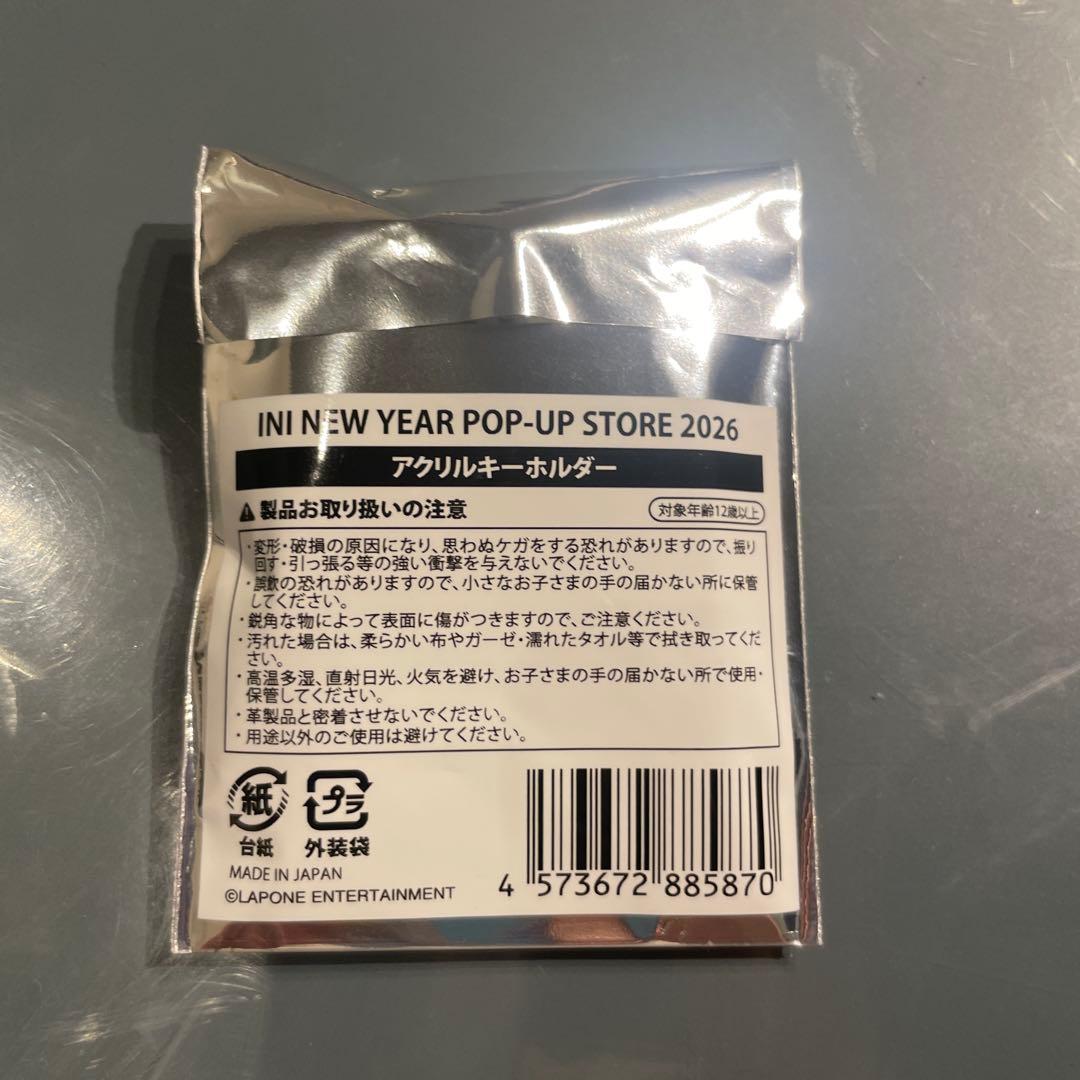 INI NEW YEAR POP-UP STORE 2026
アクリルキーホルダー
⚠製品お取り扱いの注意
対象年齢12歳以上
・変形・破損の原因になり、思わぬケガをする恐れがありますので、振り
回す・引っ張る等の強い衝撃を与えないでください。
・誤飲の恐れがありますので、小さなお子さまの手の届かない所に保管
してください。
・鋭角な物によって表面に傷がつきますので、ご注意ください。
・汚れた場合は、柔らかい布やガーゼ・濡れたタオル等で拭き取ってくだ
さい。
・高温多湿、直射日光、火気を避け、お子さまの手の届かない所で使用・
保管してください。
・革製品と密着させないでください。
・用途以外のご使用は避けてください。
紙
台紙
プラ
外装袋
MADE IN JAPAN
©LAPONE ENTERTAINMENT
4 573672 885870